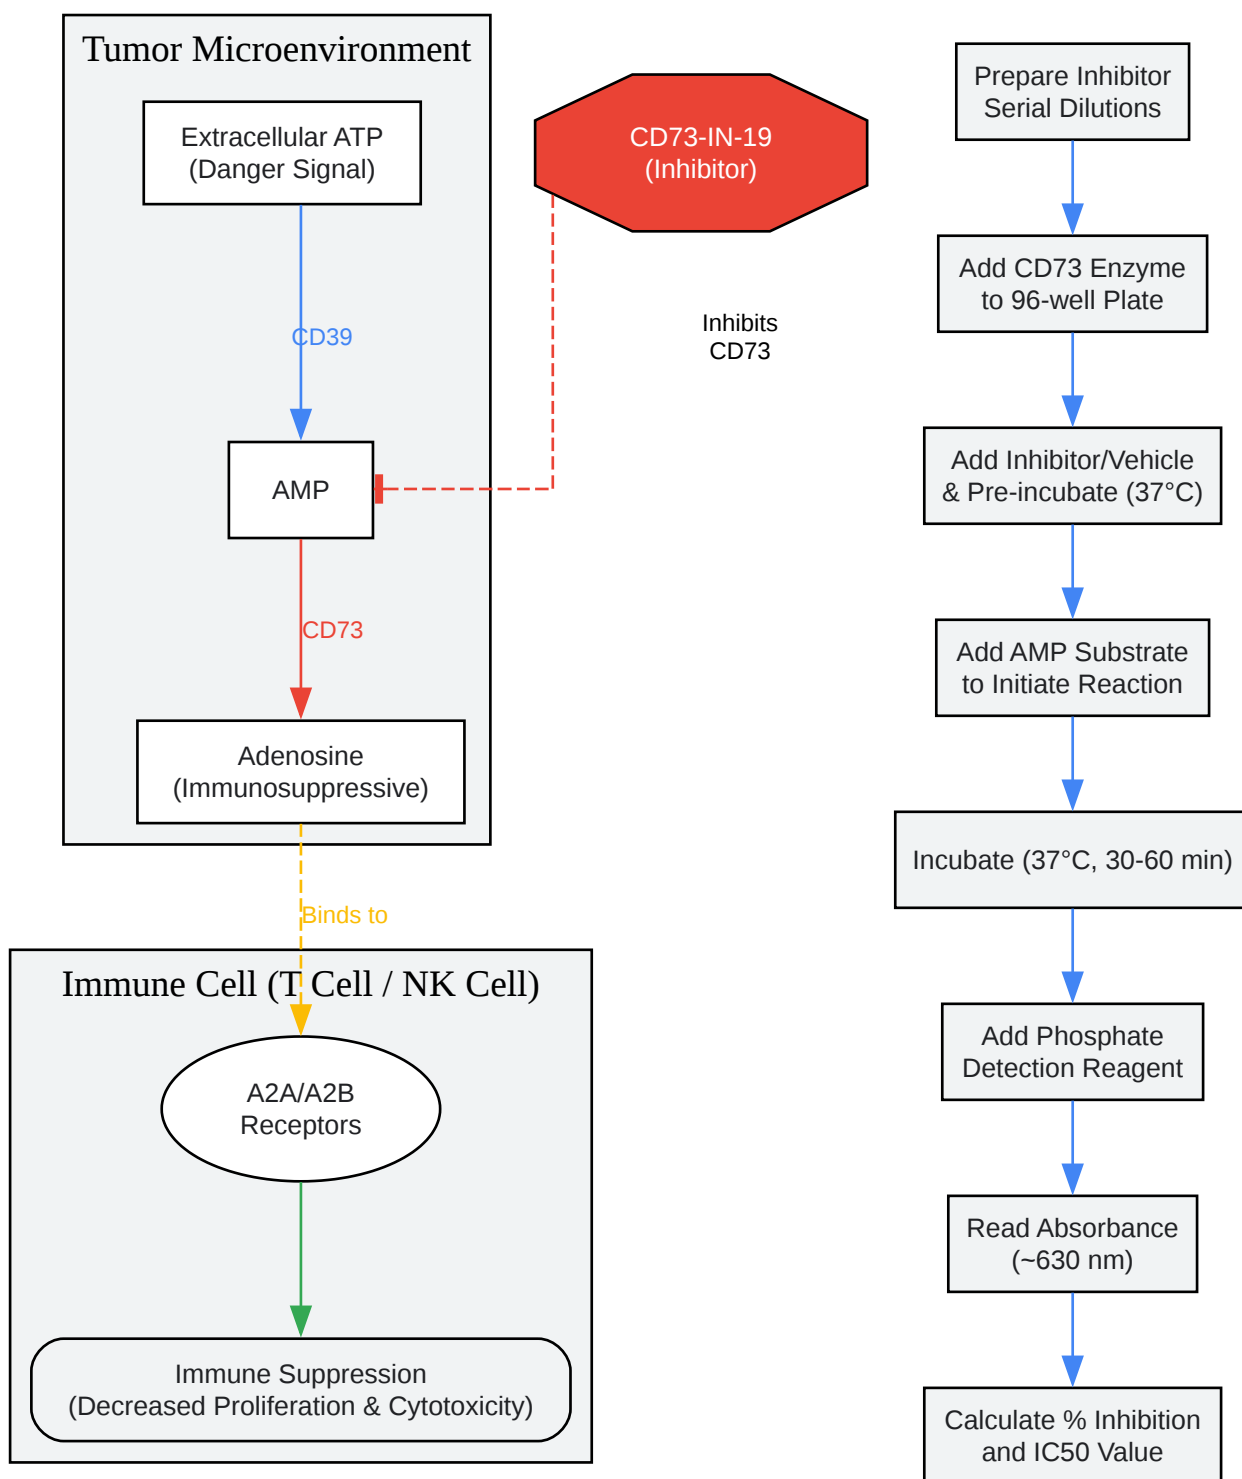 Tumor Microenvironment
Extracellular ATP
(Danger Signal)
CD39
AMP
CD73
Adenosine
(Immunosuppressive)
Binds to
Immune Cell (T Cell / NK Cell)
A2A/A2B
Receptors
Immune Suppression
(Decreased Proliferation & Cytotoxicity)
CD73-IN-19
(Inhibitor)
Inhibits
CD73
Prepare Inhibitor
Serial Dilutions
Add CD73 Enzyme
to 96-well Plate
Add Inhibitor/Vehicle
& Pre-incubate (37°C)
Add AMP Substrate
to Initiate Reaction
Incubate (37°C, 30-60 min)
Add Phosphate
Detection Reagent
Read Absorbance
(~630 nm)
Calculate % Inhibition
and IC50 Value